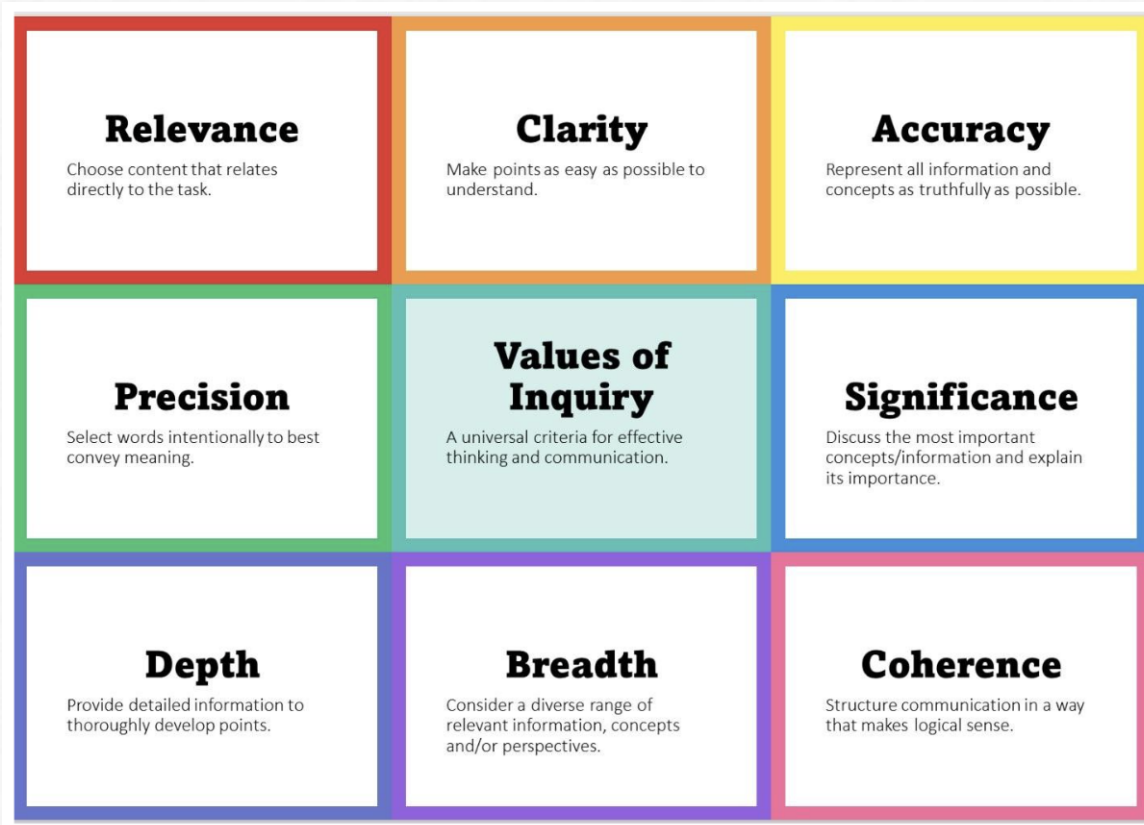 Relevance
Choose content that relates
directly to the task.
Clarity
Make points as easy as possible to
understand.
Accuracy
Represent all information and
concepts as truthfully as possible.
Precision
Select words intentionally to best
convey meaning.
Values of
Inquiry
A universal criteria for effective
thinking and communication.
Significance
Discuss the most important
concepts/information and explain
its importance.
Depth
Provide detailed information to
thoroughly develop points.
Breadth
Consider a diverse range of
relevant information, concepts
and/or perspectives.
Coherence
Structure communication in a way
that makes logical sense.